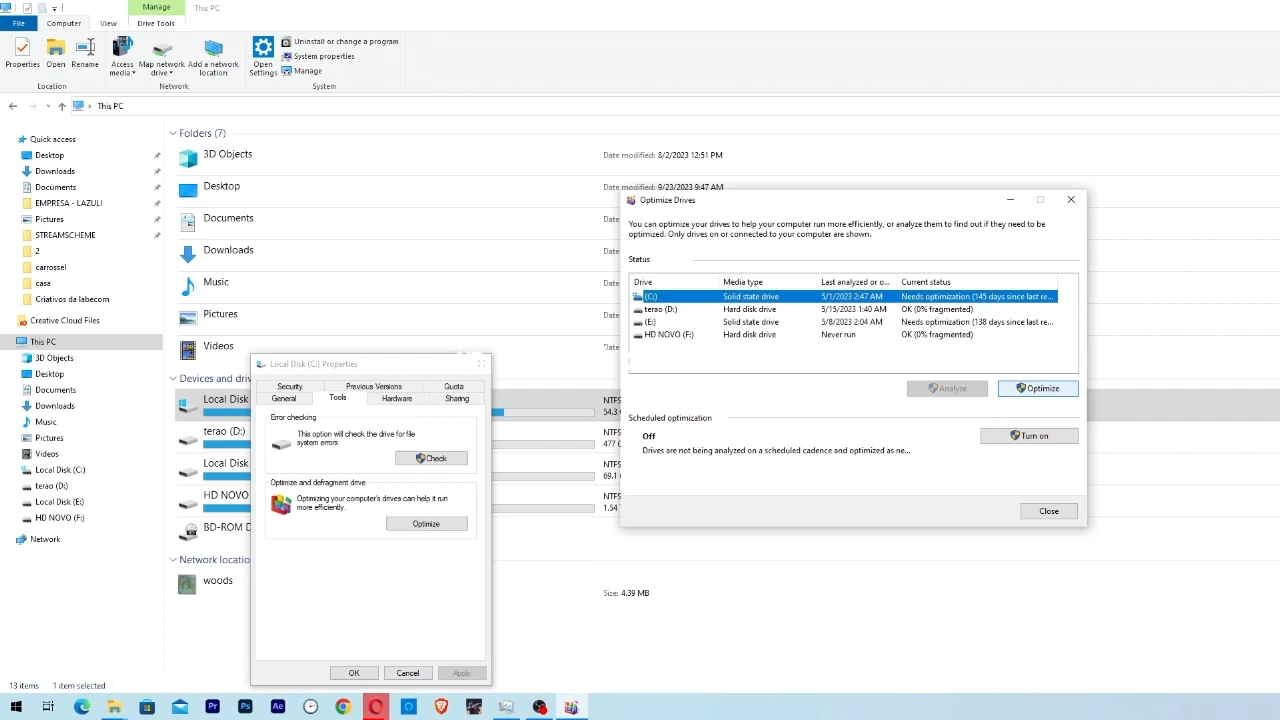 Manage
This PC
File
Computer
View
Drive Tools
Properties
Open
Rename
Access media
Map network drive
Add a network location
Open Settings
Uninstall or change a program
System properties
Manage
Location
Network
System
This PC
Quick access
Desktop
Downloads
Documents
EMPRESA - LAZULI
Pictures
STREAMSCHEME
2
carrossel
casa
Criativos da labecom
Creative Cloud Files
This PC
3D Objects
Desktop
Documents
Downloads
Music
Pictures
Videos
Local Disk (C:)
terao (D:)
Local Disk (E:)
HD NOVO (F:)
Network
Folders (7)
3D Objects
Date modified: 8/2/2023 12:51 PM
Desktop
Date modified: 9/23/2023 9:47 AM
Documents
Date
Downloads
Date
Music
Date
Pictures
Date
Videos
Date
Devices and driv
Local Disk
NTFS
54.3 G
terao (D:)
NTFS
477 G
Local Disk
NTFS
69.1 G
HD NOVO
NTFS
1.54
BD-ROM D
Network locatio
woods
Size: 4.39 MB
Local Disk (C:) Properties
Security
Previous Versions
Quota
General
Tools
Hardware
Sharing
Error checking
This option will check the drive for file
system errors.
Check
Optimize and defragment drive
Optimizing your computer's drives can help it run
more efficiently.
Optimize
OK
Cancel
Apply
Optimize Drives
You can optimize your drives to help your computer run more efficiently, or analyze them to find out if they need to be
optimized. Only drives on or connected to your computer are shown.
Status
Drive Media type Last analyzed or o... Current status
(C:) Solid state drive 5/1/2023 2:47 AM Needs optimization (145 days since last re...
terao (D:) Hard disk drive 5/15/2023 1:40 AM OK (0% fragmented)
(E:) Solid state drive 5/8/2023 2:04 AM Needs optimization (138 days since last re...
HD NOVO (F:) Hard disk drive Never run OK (0% fragmented)
Analyze
Optimize
Scheduled optimization
Off
Turn on
Drives are not being analyzed on a scheduled cadence and optimized as ne...
Close
13 items
1 item selected
Pr
Ps
Ae